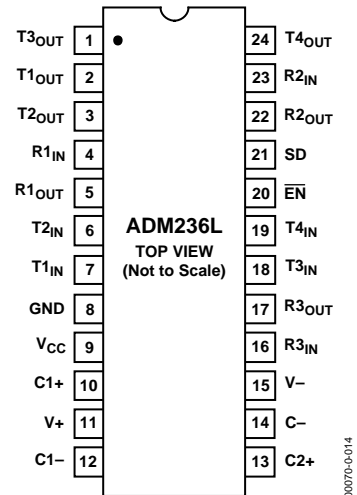 T3OUT 1 24 T4OUT
T1OUT 2 23 R2IN
T2OUT 3 22 R2OUT
R1IN 4 21 SD
R1OUT 5 20 EN
T2IN 6 ADM236L 19 T4IN
TOP VIEW
T1IN 7 (Not to Scale) 18 T3IN
GND 8 17 R3OUT
VCC 9 16 R3IN
C1+ 10 15 V–
V+ 11 14 C–
C1– 12 13 C2+
00070-0-014